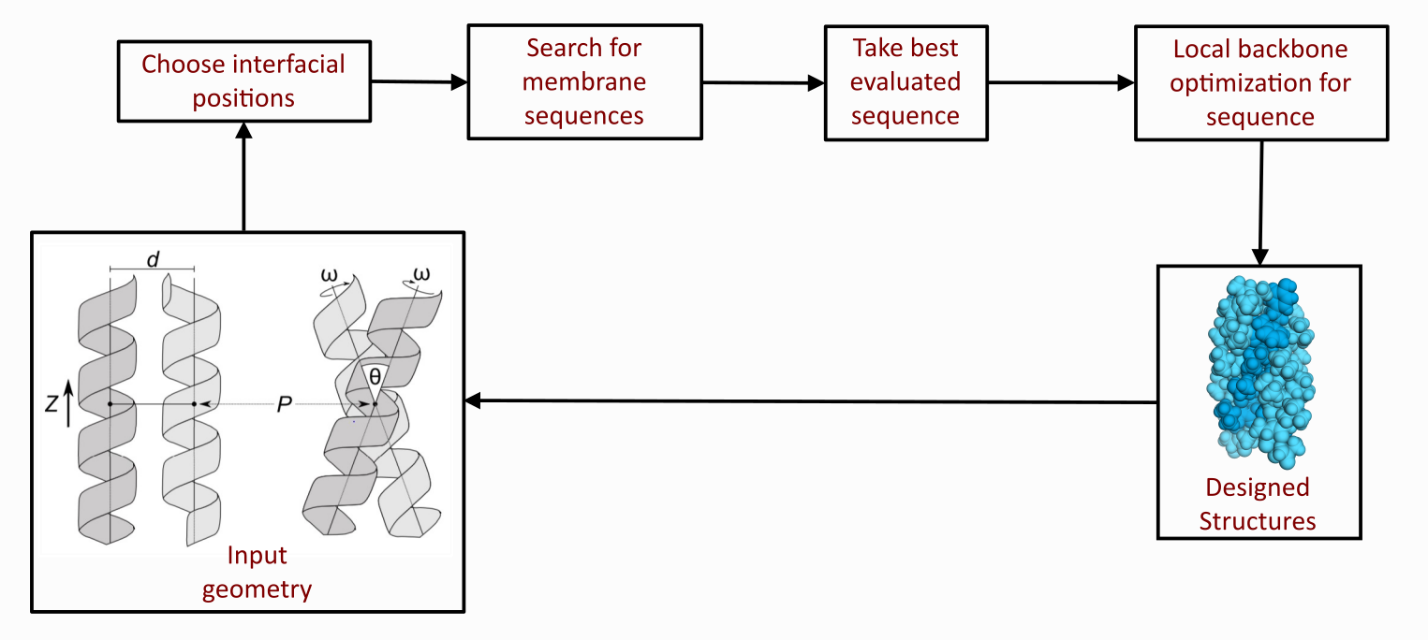 Choose interfacial
positions
Search for
membrane
sequences
Take best
evaluated
sequence
Local backbone
optimization for
sequence
d
ω
ω
θ
Z
P
Input
geometry
Designed
Structures